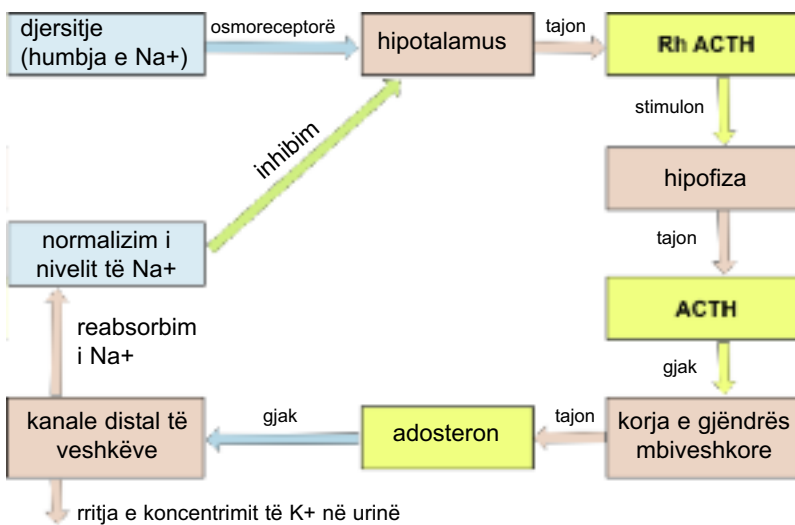 djersitje
(humbja e Na+)
osmoreceptorë
hipotalamus
tajon
Rh ACTH
stimulon
inhibim
hipofiza
normalizim i
nivelit të Na+
tajon
ACTH
reabsorbim
i Na+
gjak
kanale distal të
veshkëve
gjak
adosteron
tajon
korja e gjëndrës
mbiveshkore
rritja e koncentrimit të K+ në urinë